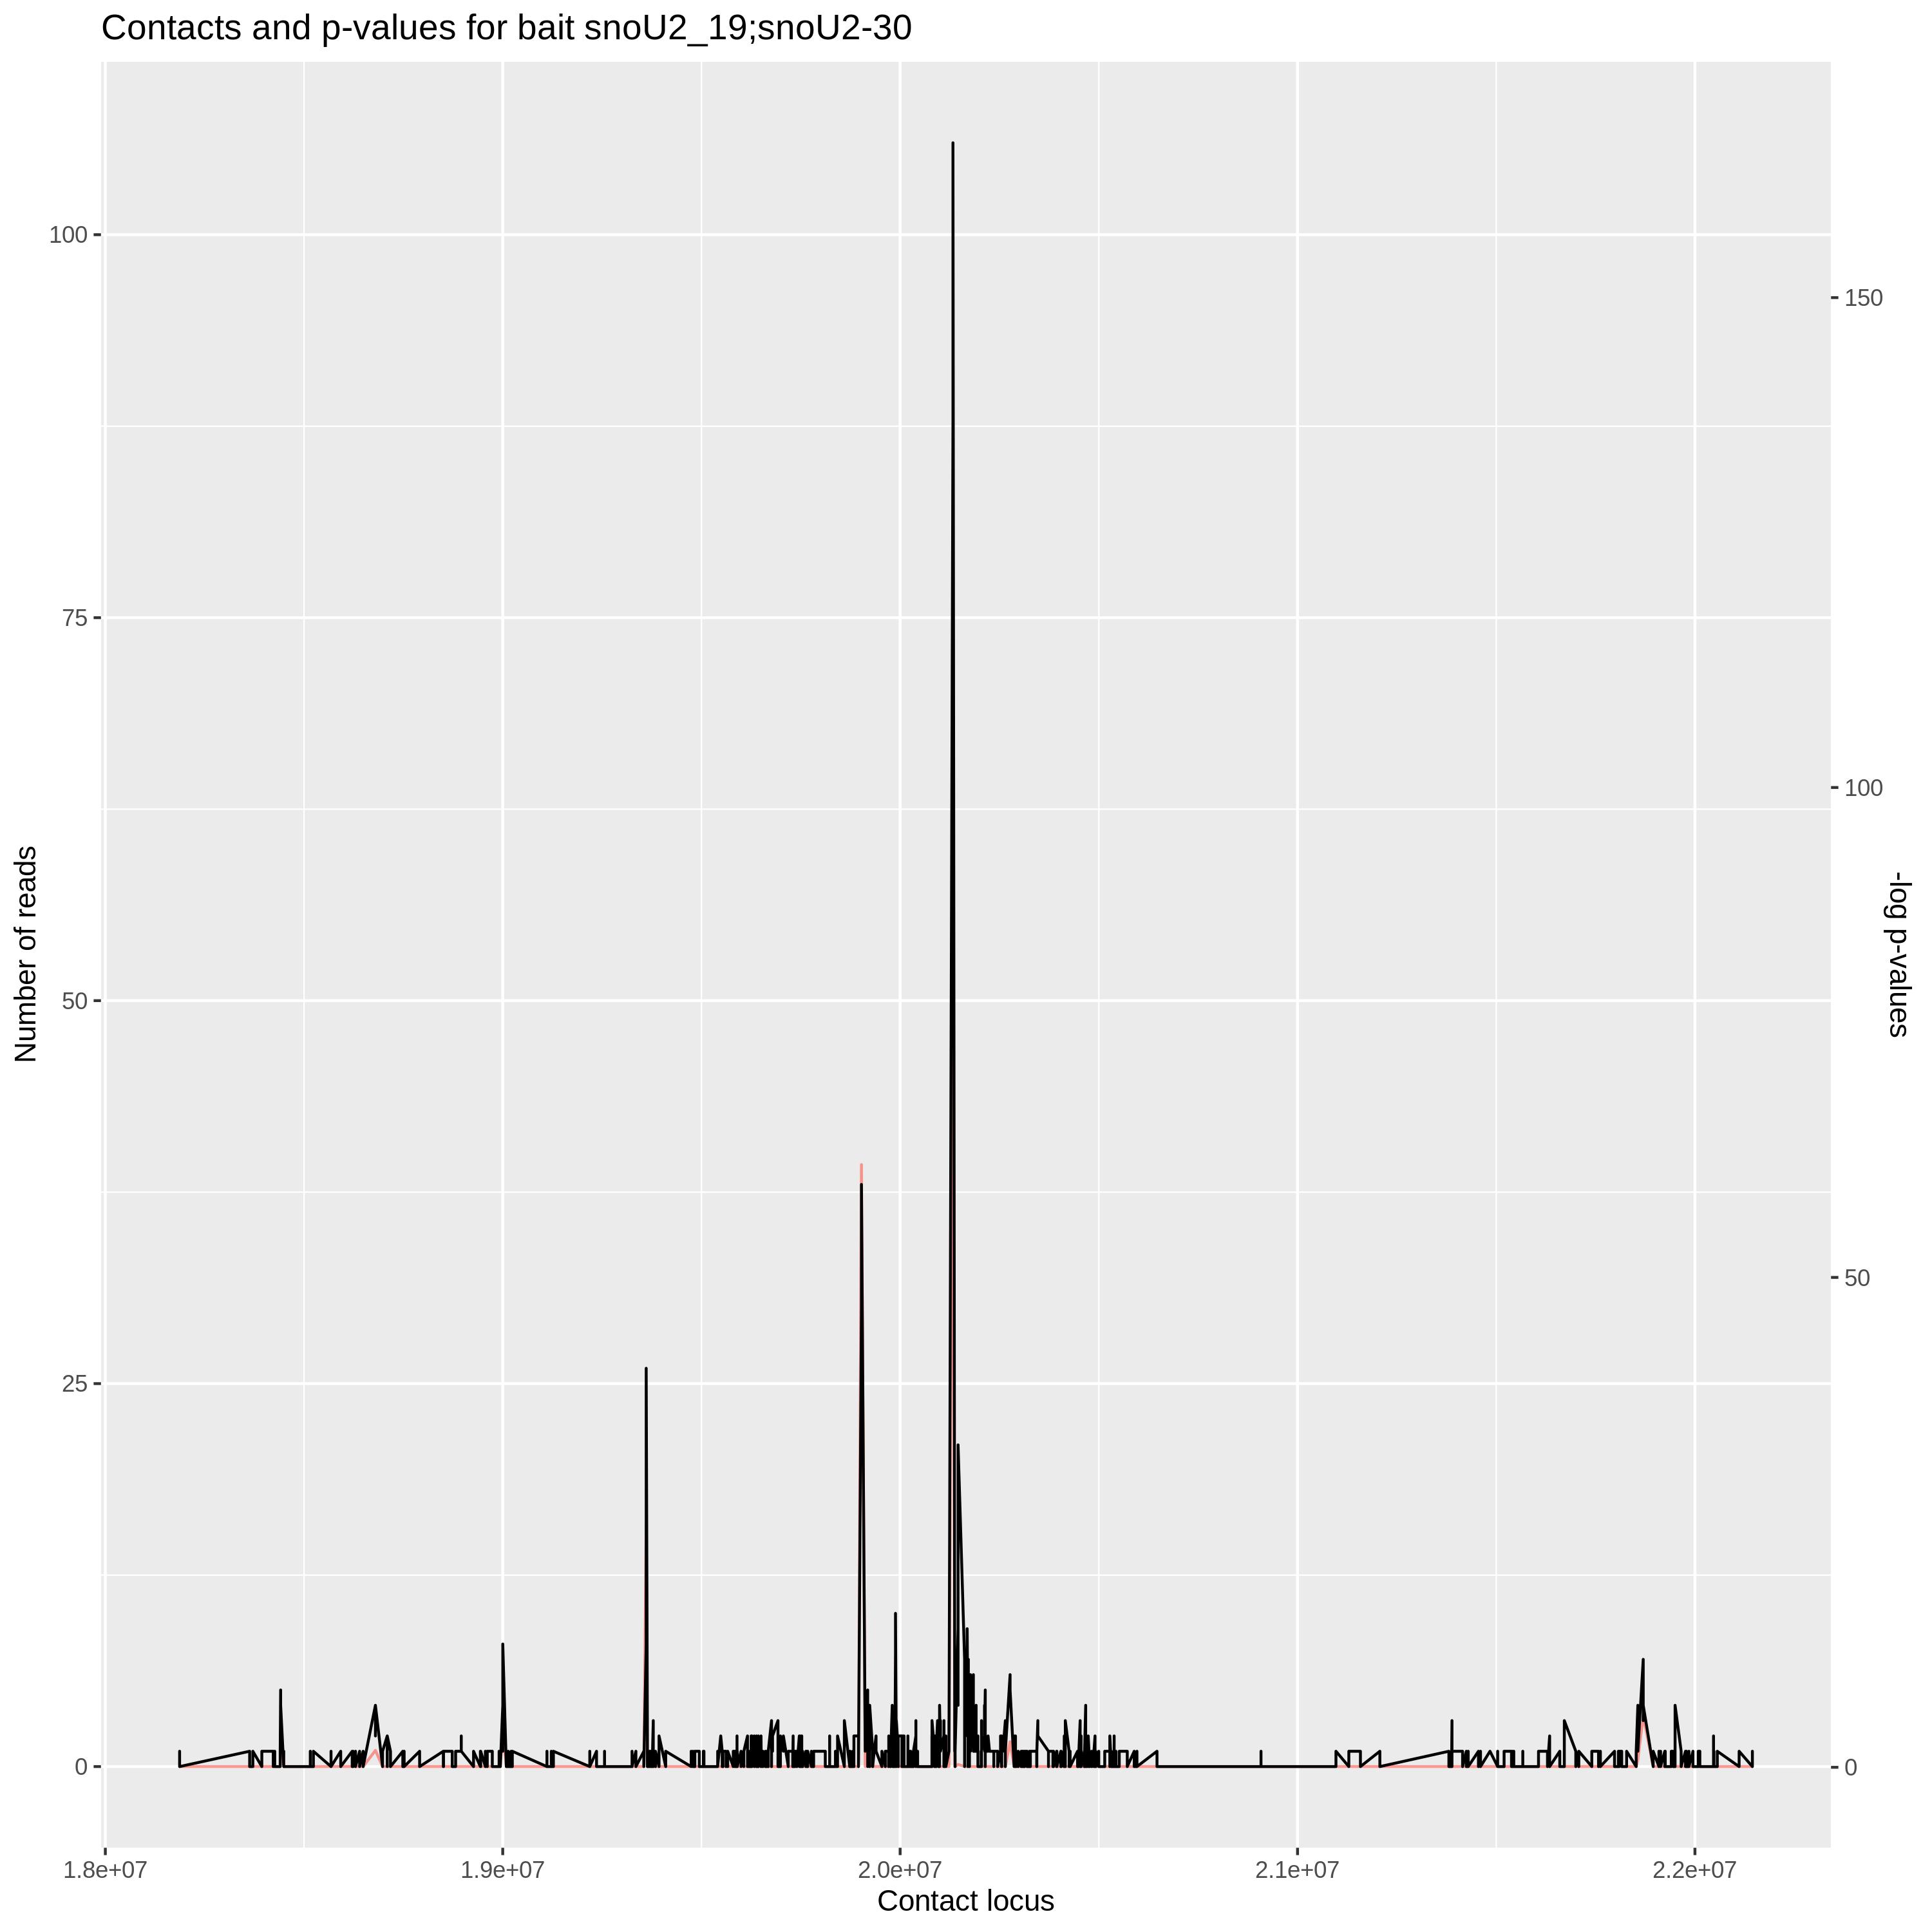 Contacts and p-values for bait snoU2_19;snoU2-30
100
75
50
25
0
Number of reads
150
100
50
0
-log p-values
1.8e+07
1.9e+07
2.0e+07
2.1e+07
2.2e+07
Contact locus